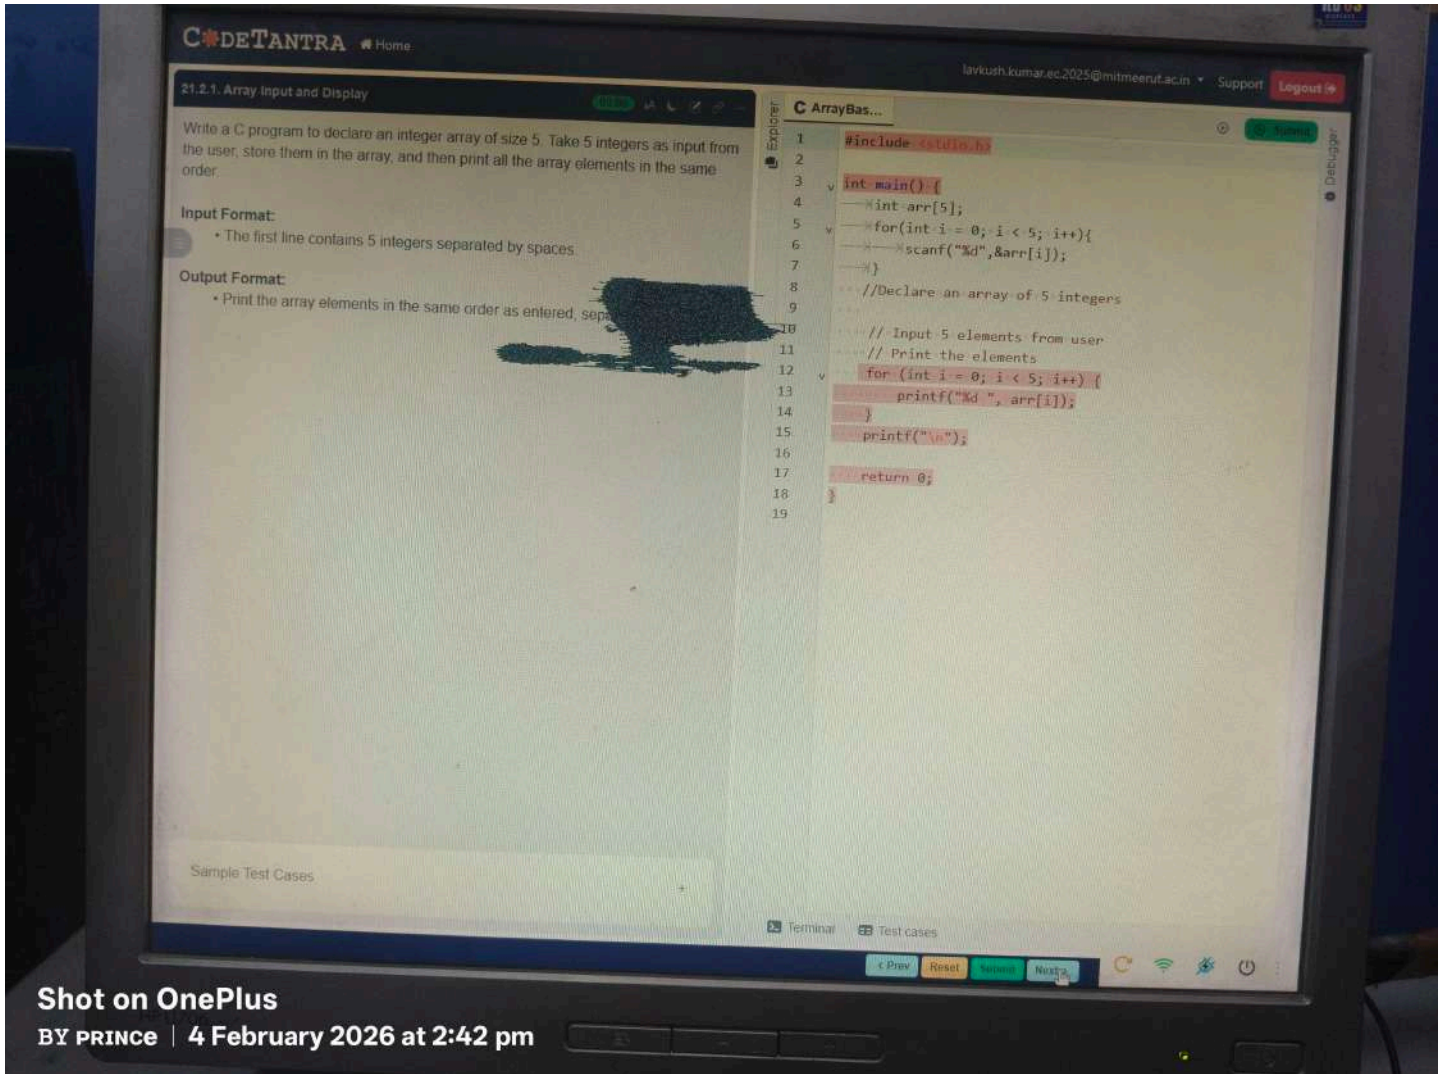 CODETANTRA Home
lavkush.kumar.ec.2025@mitmeerut.ac.in Support Logout
21.2.1. Array Input and Display
Write a C program to declare an integer array of size 5. Take 5 integers as input from
the user, store them in the array, and then print all the array elements in the same
order.
Input Format:
• The first line contains 5 integers separated by spaces.
Output Format:
• Print the array elements in the same order as entered,
Sample Test Cases
+
Explorer
C ArrayBas...
Submit
Debugger
1 #include <stdio.h>
2
3 int main() {
4 int arr[5];
5 for(int i = 0; i < 5; i++){
6 scanf("%d",&arr[i]);
7 }
8 //Declare an array of 5 integers
9
10 // Input 5 elements from user
11 // Print the elements
12 for (int i = 0; i < 5; i++) {
13 printf("%d ", arr[i]);
14 }
15 printf("\n");
16
17 return 0;
18 }
19
Terminal Test cases
< Prev Reset Submit Next >
Shot on OnePlus
BY PRINCE | 4 February 2026 at 2:42 pm